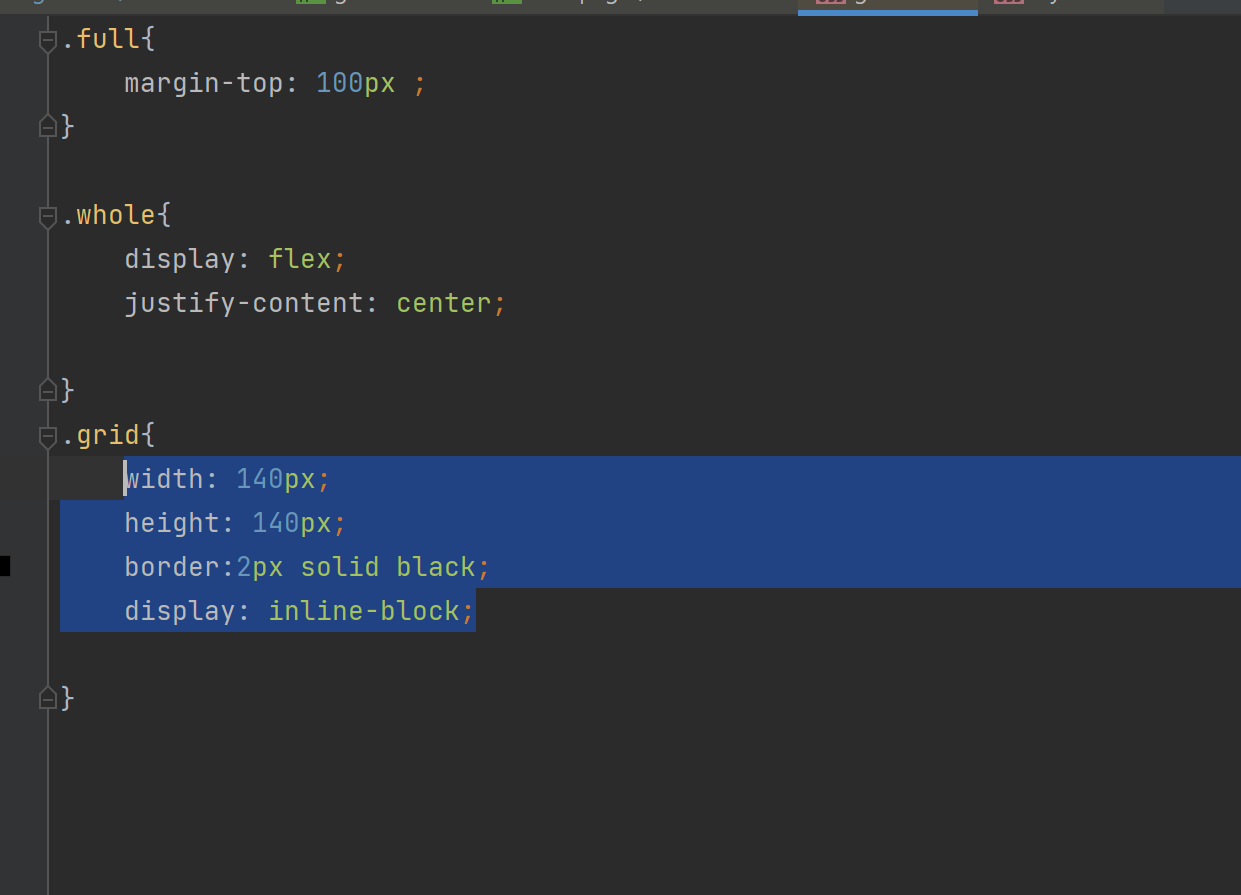 .full{
    margin-top: 100px ;
}
.whole{
    display: flex;
    justify-content: center;
}
.grid{
    width: 140px;
    height: 140px;
    border:2px solid black;
    display: inline-block;
}